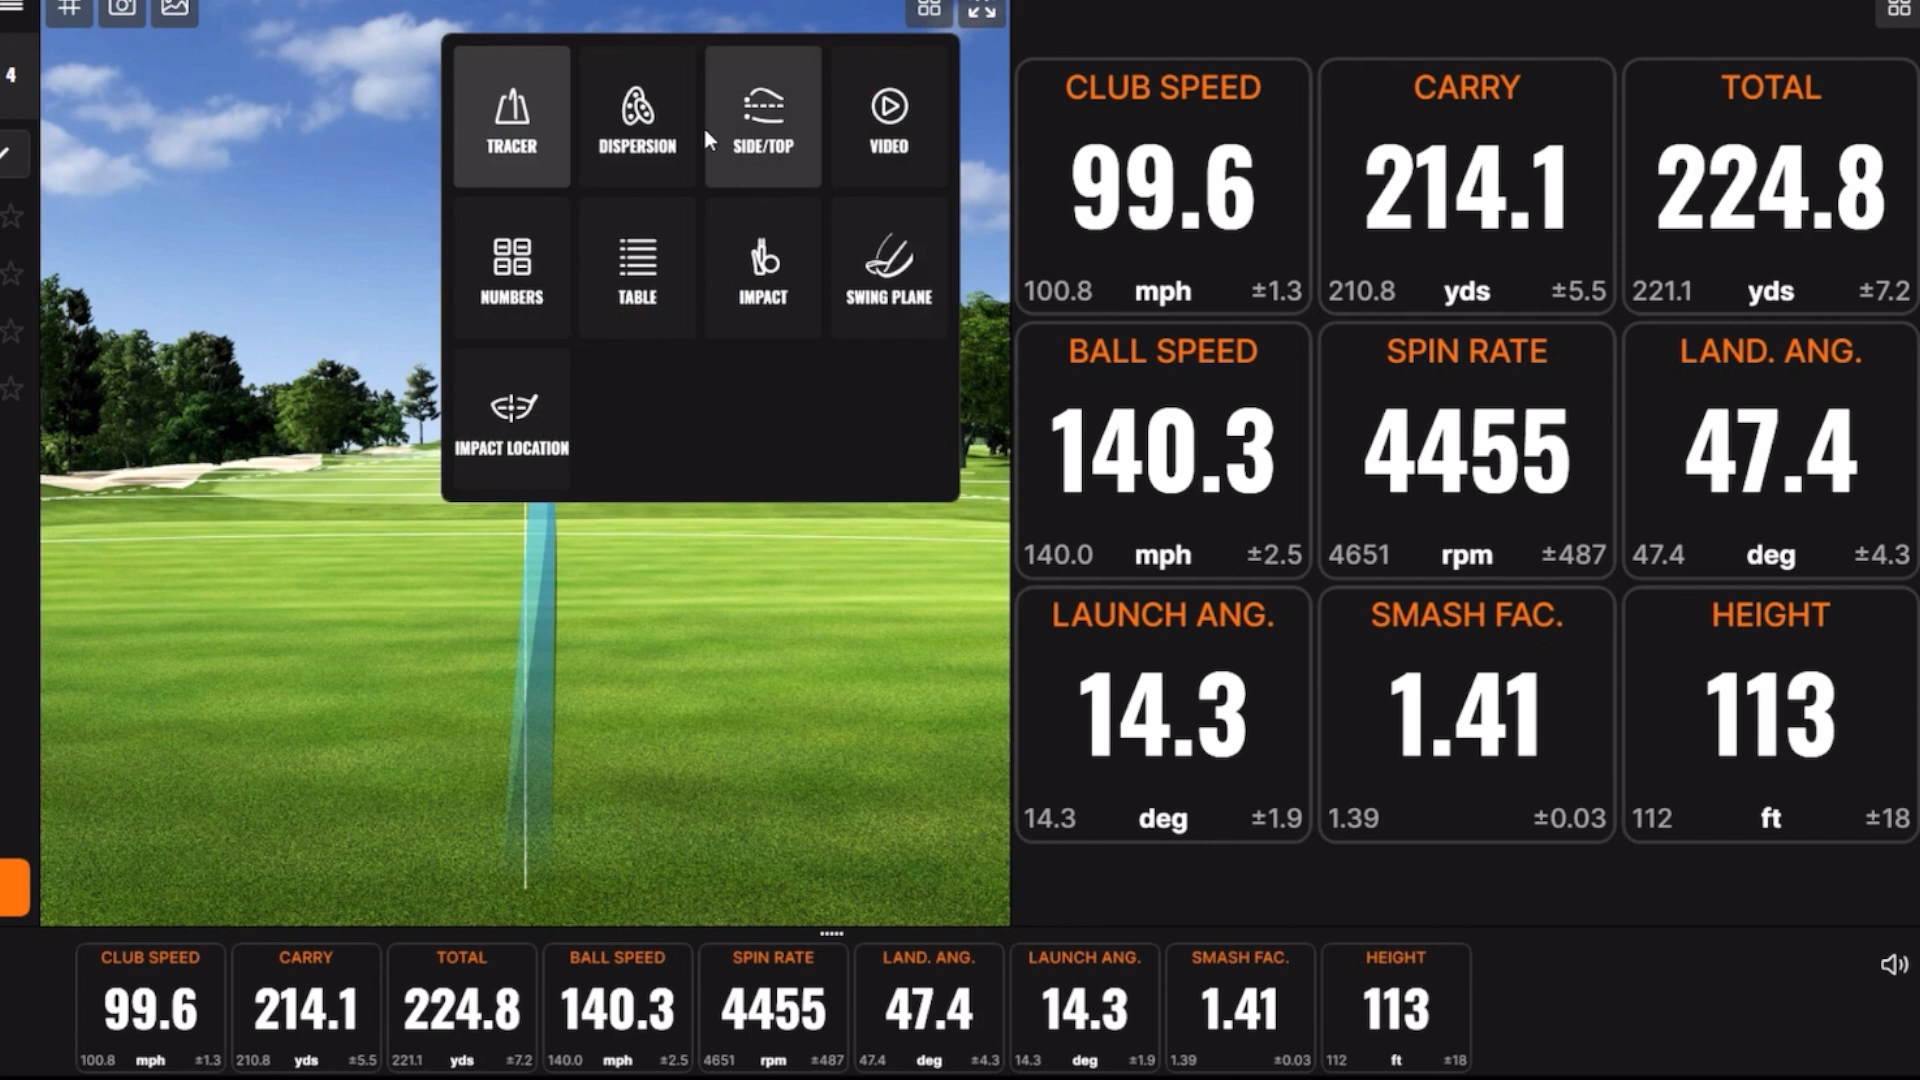 4
TRACER
DISPERSION
SIDE/TOP
VIDEO
NUMBERS
TABLE
IMPACT
SWING PLANE
IMPACT LOCATION
CLUB SPEED
99.6
100.8 mph ±1.3
CARRY
214.1
210.8 yds ±5.5
TOTAL
224.8
221.1 yds ±7.2
BALL SPEED
140.3
140.0 mph ±2.5
SPIN RATE
4455
4651 rpm ±487
LAND. ANG.
47.4
47.4 deg ±4.3
LAUNCH ANG.
14.3
14.3 deg ±1.9
SMASH FAC.
1.41
1.39 ±0.03
HEIGHT
113
112 ft ±18
CLUB SPEED
99.6
100.8 mph ±1.3
CARRY
214.1
210.8 yds ±5.5
TOTAL
224.8
221.1 yds ±7.2
BALL SPEED
140.3
140.0 mph ±2.5
SPIN RATE
4455
4651 rpm ±487
LAND. ANG.
47.4
47.4 deg ±4.3
LAUNCH ANG.
14.3
14.3 deg ±1.9
SMASH FAC.
1.41
1.39 ±0.03
HEIGHT
113
112 ft ±18